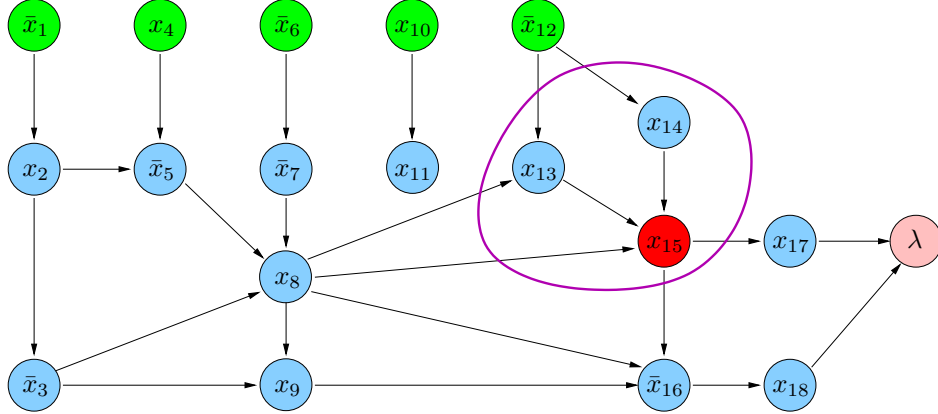 x̄₁ x₄ x̄₆ x₁₀ x̄₁₂
x₁₄
x₂ x̄₅ x̄₇ x₁₁ x₁₃
x₁₅ x₁₇ λ
x₈
x̄₃ x₉ x̄₁₆ x₁₈